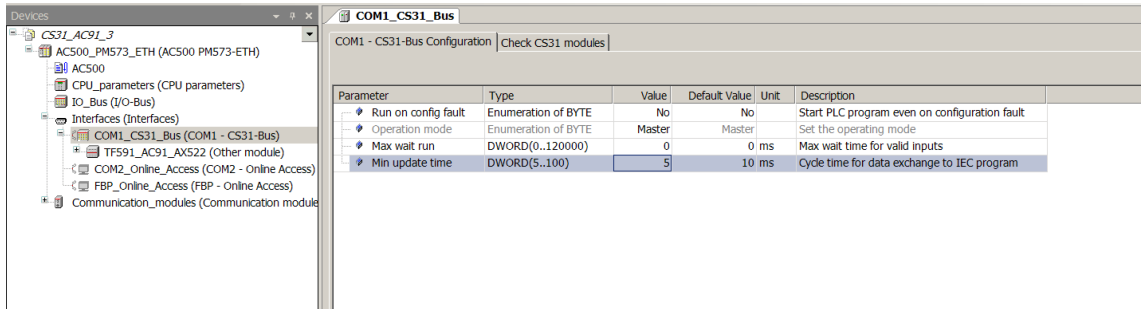 Devices
CS31_AC91_3
AC500_PM573_ETH (AC500 PM573-ETH)
AC500
CPU_parameters (CPU parameters)
IO_Bus (I/O-Bus)
Interfaces (Interfaces)
COM1_CS31_Bus (COM1 - CS31-Bus)
TF591_AC91_AX522 (Other module)
COM2_Online_Access (COM2 - Online Access)
FBP_Online_Access (FBP - Online Access)
Communication_modules (Communication module
COM1_CS31_Bus
COM1 - CS31-Bus Configuration Check CS31 modules
Parameter Type Value Default Value Unit Description
Run on config fault Enumeration of BYTE No No Start PLC program even on configuration fault
Operation mode Enumeration of BYTE Master Master Set the operating mode
Max wait run DWORD(0..120000) 0 0 ms Max wait time for valid inputs
Min update time DWORD(5..100) 5 10 ms Cycle time for data exchange to IEC program